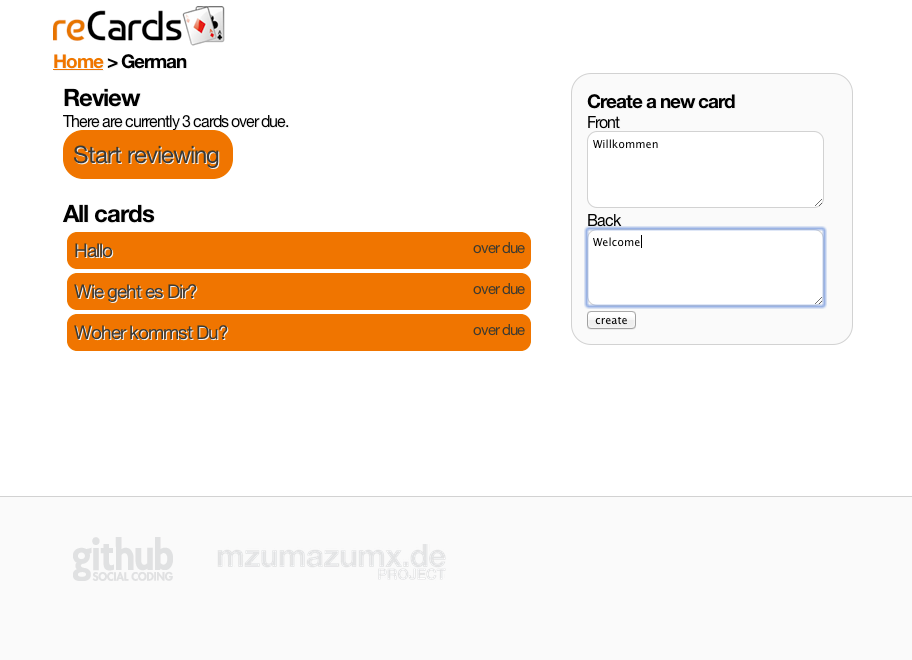 reCards
Home > German
Review
There are currently 3 cards over due.
Start reviewing
All cards
Hallo over due
Wie geht es Dir? over due
Woher kommst Du? over due
Create a new card
Front
Willkommen
Back
Welcome
create
github
SOCIAL CODING
mzumazumx.de
PROJECT